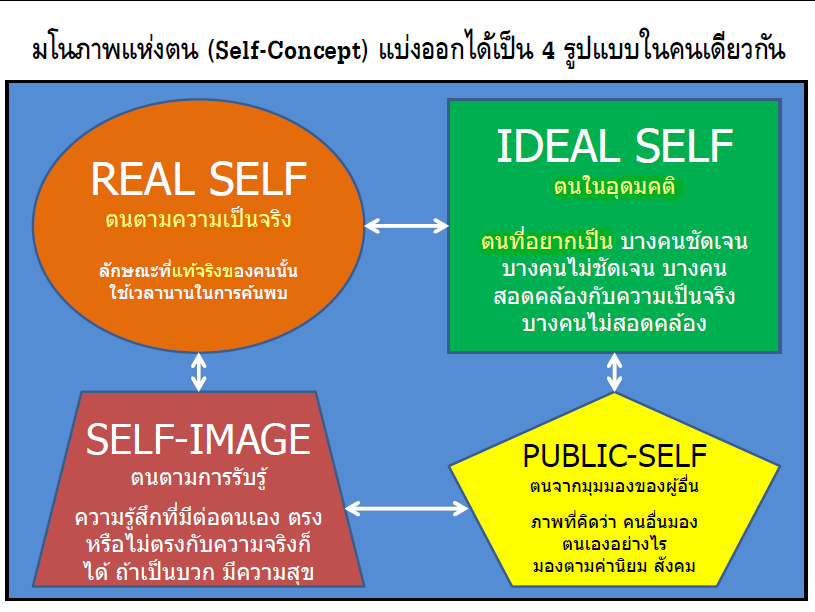 มโนภาพแห่งตน (Self-Concept) แบ่งออกได้เป็น 4 รูปแบบในคนเดียวกัน
REAL SELF
ตนตามความเป็นจริง
ลักษณะที่แท้จริงของคนนั้น
ใช้เวลานานในการค้นพบ
IDEAL SELF
ตนในอุดมคติ
ตนที่อยากเป็น บางคนชัดเจน
บางคนไม่ชัดเจน บางคน
สอดคล้องกับความเป็นจริง
บางคนไม่สอดคล้อง
SELF-IMAGE
ตนตามการรับรู้
ความรู้สึกที่มีต่อตนเอง ตรง
หรือไม่ตรงกับความจริงก็
ได้ ถ้าเป็นบวก มีความสุข
PUBLIC-SELF
ตนจากมุมมองของผู้อื่น
ภาพที่คิดว่า คนอื่นมอง
ตนเองอย่างไร
มองตามค่านิยม สังคม